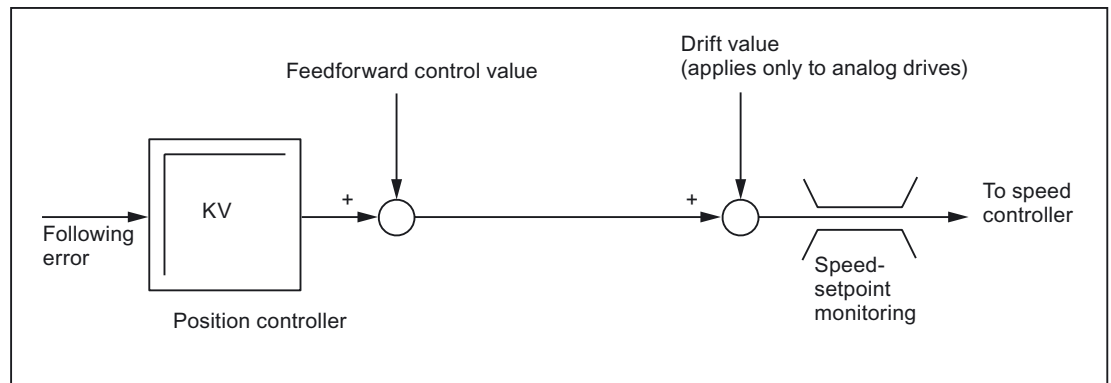 Drift value
(applies only to analog drives)
Feedforward control value
+
+
KV
To speed
controller
Following
error
Speed-
setpoint
monitoring
Position controller